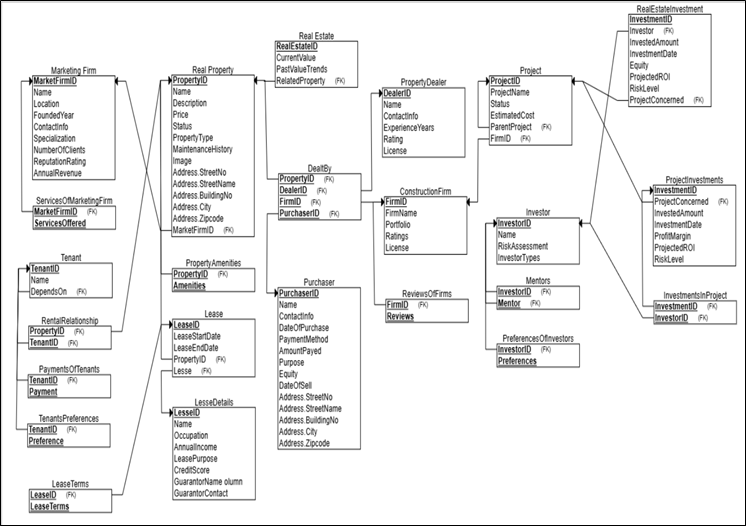 Marketing Firm
MarketFirmID
Name
Location
FoundedYear
ContactInfo
Specialization
NumberOfClients
ReputationRating
AnnualRevenue
ServicesOfMarketingFirm
MarketFirmID (FK)
ServicesOffered
Tenant
TenantID
Name
DependsOn (FK)
RentalRelationship
PropertyID (FK)
TenantID (FK)
PaymentsOfTenants
TenantID (FK)
Payment
TenantsPreferences
TenantID (FK)
Preference
LeaseTerms
LeaseID (FK)
LeaseTerms
Real Property
PropertyID
Name
Description
Price
Status
PropertyType
MaintenanceHistory
Image
Address.StreetNo
Address.StreetName
Address.BuildingNo
Address.City
Address.Zipcode
MarketFirmID (FK)
PropertyAmenities
PropertyID (FK)
Amenities
Lease
LeaseID
LeaseStartDate
LeaseEndDate
PropertyID (FK)
Lesse (FK)
LesseDetails
LesseID
Name
Occupation
AnnualIncome
LeasePurpose
CreditScore
GuarantorName olumn
GuarantorContact
Real Estate
RealEstateID
CurrentValue
PastValueTrends
RelatedProperty (FK)
DealtBy
PropertyID (FK)
DealerID (FK)
FirmID (FK)
PurchaserID (FK)
Purchaser
PurchaserID
Name
ContactInfo
DateOfPurchase
PaymentMethod
AmountPayed
Purpose
Equity
DateOfSell
Address.StreetNo
Address.StreetName
Address.BuildingNo
Address.City
Address.Zipcode
PropertyDealer
DealerID
Name
ContactInfo
ExperienceYears
Rating
License
ConstructionFirm
FirmID
FirmName
Portfolio
Ratings
License
ReviewsOfFirms
FirmID (FK)
Reviews
Project
ProjectID
ProjectName
Status
EstimatedCost
ParentProject (FK)
FirmID (FK)
Investor
InvestorID
Name
RiskAssessment
InvestorTypes
Mentors
InvestorID (FK)
Mentor (FK)
PreferencesOfInvestors
InvestorID (FK)
Preferences
RealEstateInvestment
InvestmentID
Investor (FK)
InvestedAmount
InvestmentDate
Equity
ProjectedROI
RiskLevel
ProjectConcerned (FK)
ProjectInvestments
InvestmentID
ProjectConcerned (FK)
InvestedAmount
InvestmentDate
ProfitMargin
ProjectedROI
RiskLevel
InvestmentsInProject
InvestmentID (FK)
InvestorID (FK)